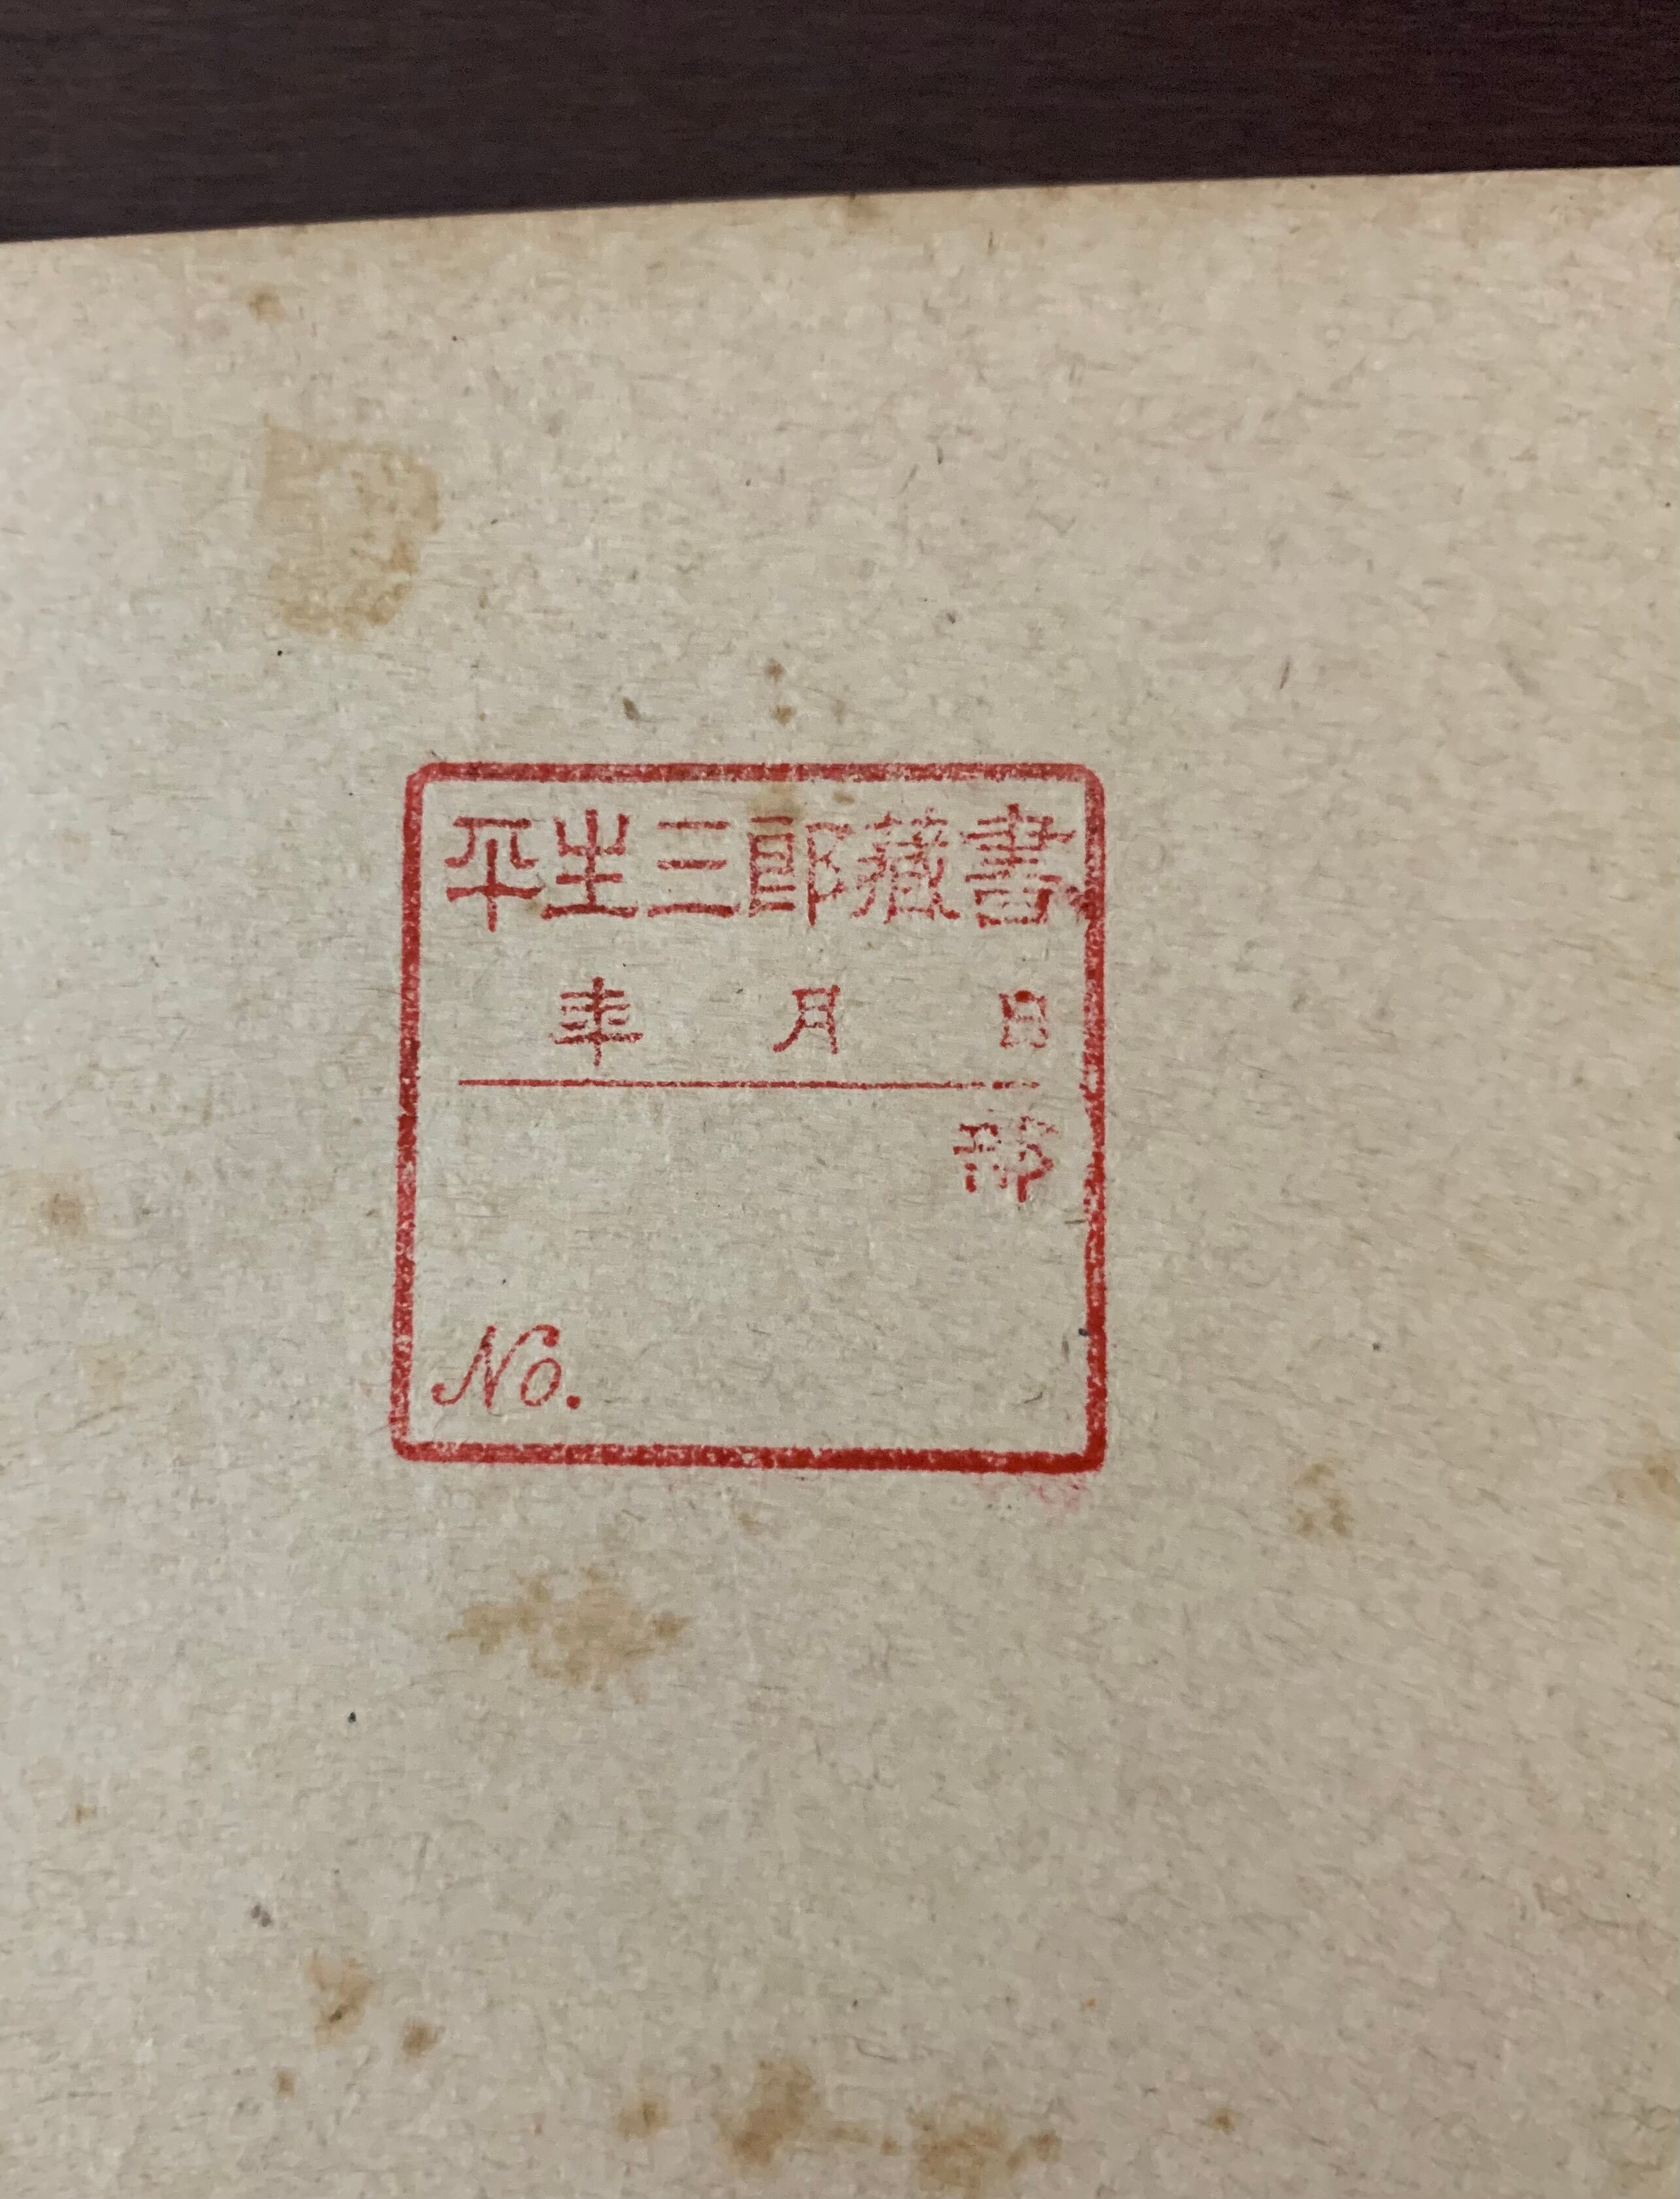 平生三郎藏書
年 月 日
部
No.